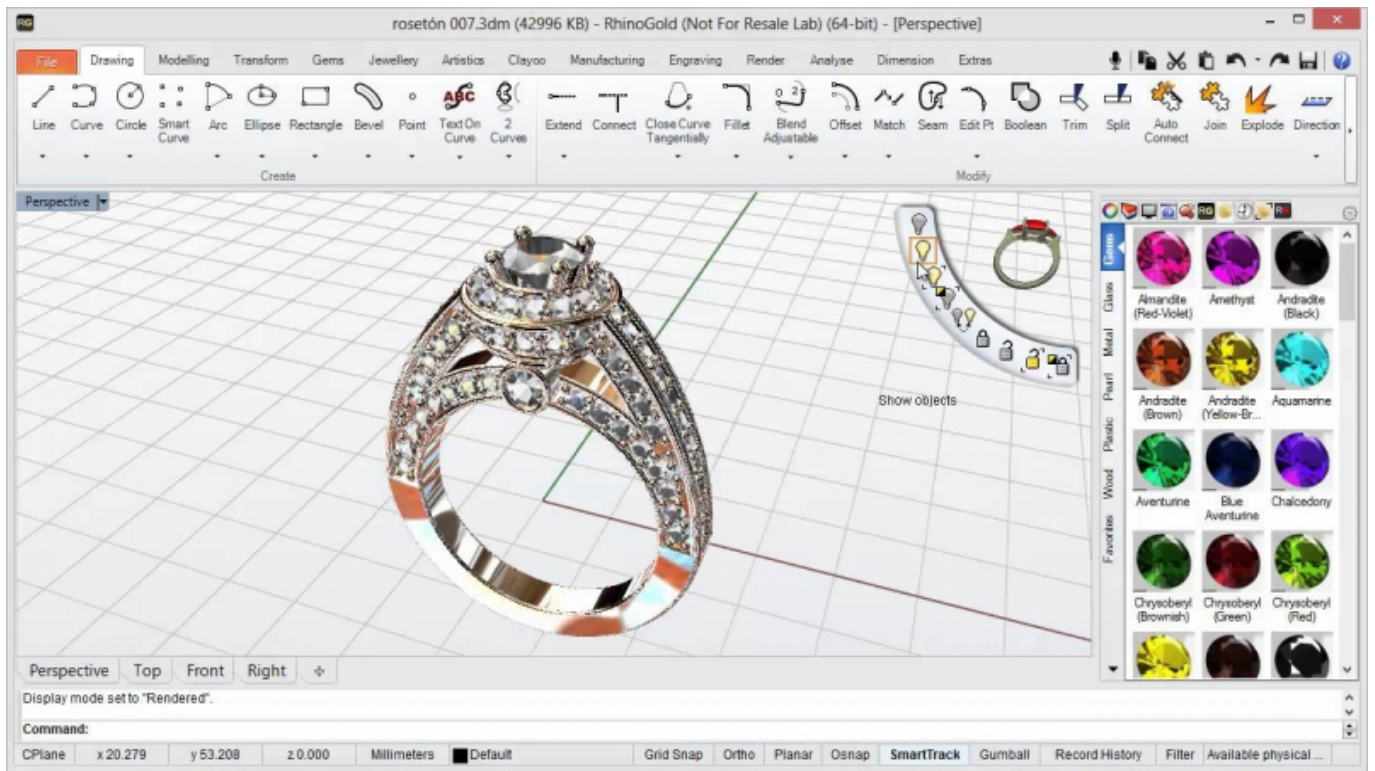 RG rosetón 007.3dm (42996 KB) - RhinoGold (Not For Resale Lab) (64-bit) - [Perspective]
File Drawing Modelling Transform Gems Jewellery Artistics Clayoo Manufacturing Engraving Render Analyse Dimension Extras
ABC
Line Curve Circle Smart Curve Arc Ellipse Rectangle Bevel Point Text On Curve 2 Curves Extend Connect Close Curve Tangentially Fillet Blend Adjustable Offset Match Seam Edit Pt Boolean Trim Split Auto Connect Join Explode Direction
Create Modify
Perspective
Show objects
Gems
Glass
Metal
Pearl
Plastic
Wood
Favorites
Almandite Amethyst Andradite
(Red-Violet) (Black)
Andradite Andradite Aquamarine
(Brown) (Yellow-Br...
Aventurine Blue Chalcedony
Aventurine
Chrysoberyl Chrysoberyl Chrysoberyl
(Brownish) (Green) (Red)
Perspective Top Front Right
Display mode set to "Rendered".
Command:
CPlane x 20.279 y 53.208 z 0.000 Millimeters Default Grid Snap Ortho Planar Osnap SmartTrack Gumball Record History Filter Available physical ...